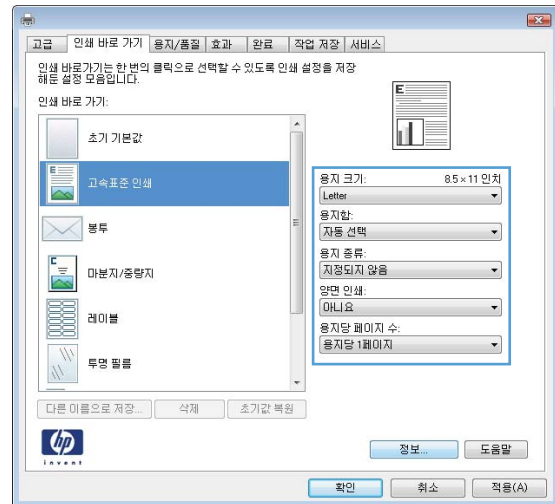 고급 인쇄 바로 가기 용지/품질 효과 완료 작업 저장 서비스
인쇄 바로가기는 한 번의 클릭으로 선택할 수 있도록 인쇄 설정을 저장
해둔 설정 모음입니다.
인쇄 바로 가기:
초기 기본값
고속표준 인쇄
봉투
마분지/중량지
레이블
투명 필름
E
용지 크기: 8.5×11 인치
Letter
용지함:
자동 선택
용지 종류:
지정되지 않음
양면 인쇄:
아니요
용지당 페이지 수:
용지당 1페이지
다른 이름으로 저장... 삭제 초기값 복원
hp
invent
정보... 도움말
확인 취소 적용(A)